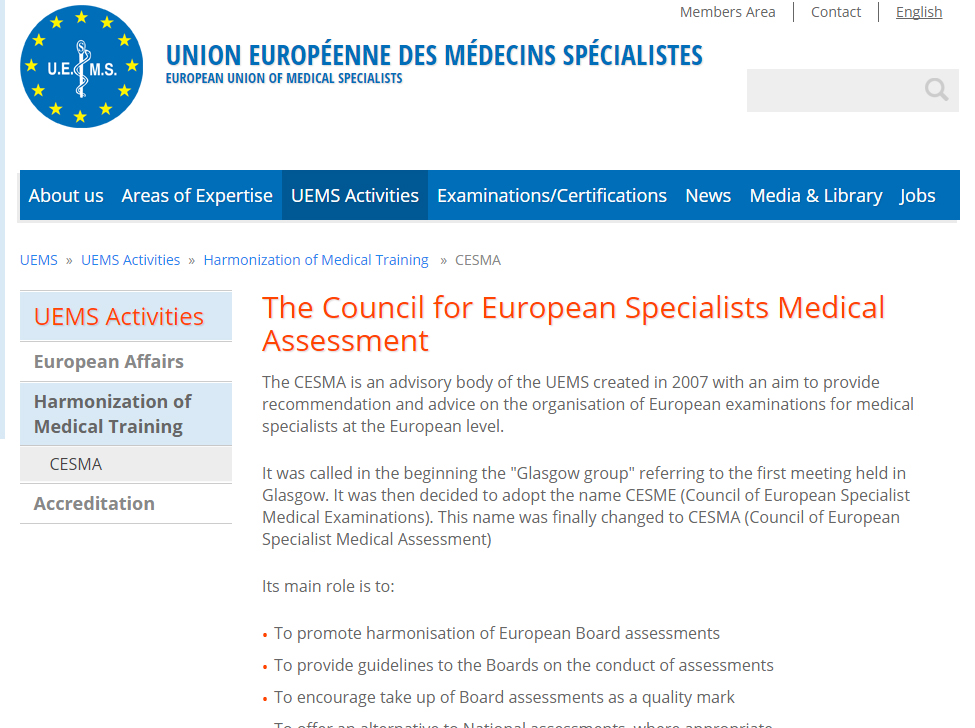 Members Area
Contact
English
U.E.M.S.
UNION EUROPÉENNE DES MÉDECINS SPÉCIALISTES
EUROPEAN UNION OF MEDICAL SPECIALISTS
About us Areas of Expertise UEMS Activities Examinations/Certifications News Media & Library Jobs
UEMS » UEMS Activities » Harmonization of Medical Training » CESMA
UEMS Activities
European Affairs
Harmonization of
Medical Training
CESMA
Accreditation
The Council for European Specialists Medical
Assessment
The CESMA is an advisory body of the UEMS created in 2007 with an aim to provide
recommendation and advice on the organisation of European examinations for medical
specialists at the European level.
It was called in the beginning the "Glasgow group" referring to the first meeting held in
Glasgow. It was then decided to adopt the name CESME (Council of European Specialist
Medical Examinations). This name was finally changed to CESMA (Council of European
Specialist Medical Assessment)
Its main role is to:
• To promote harmonisation of European Board assessments
• To provide guidelines to the Boards on the conduct of assessments
• To encourage take up of Board assessments as a quality mark
To offer an alternative to National assessments, where appropriate